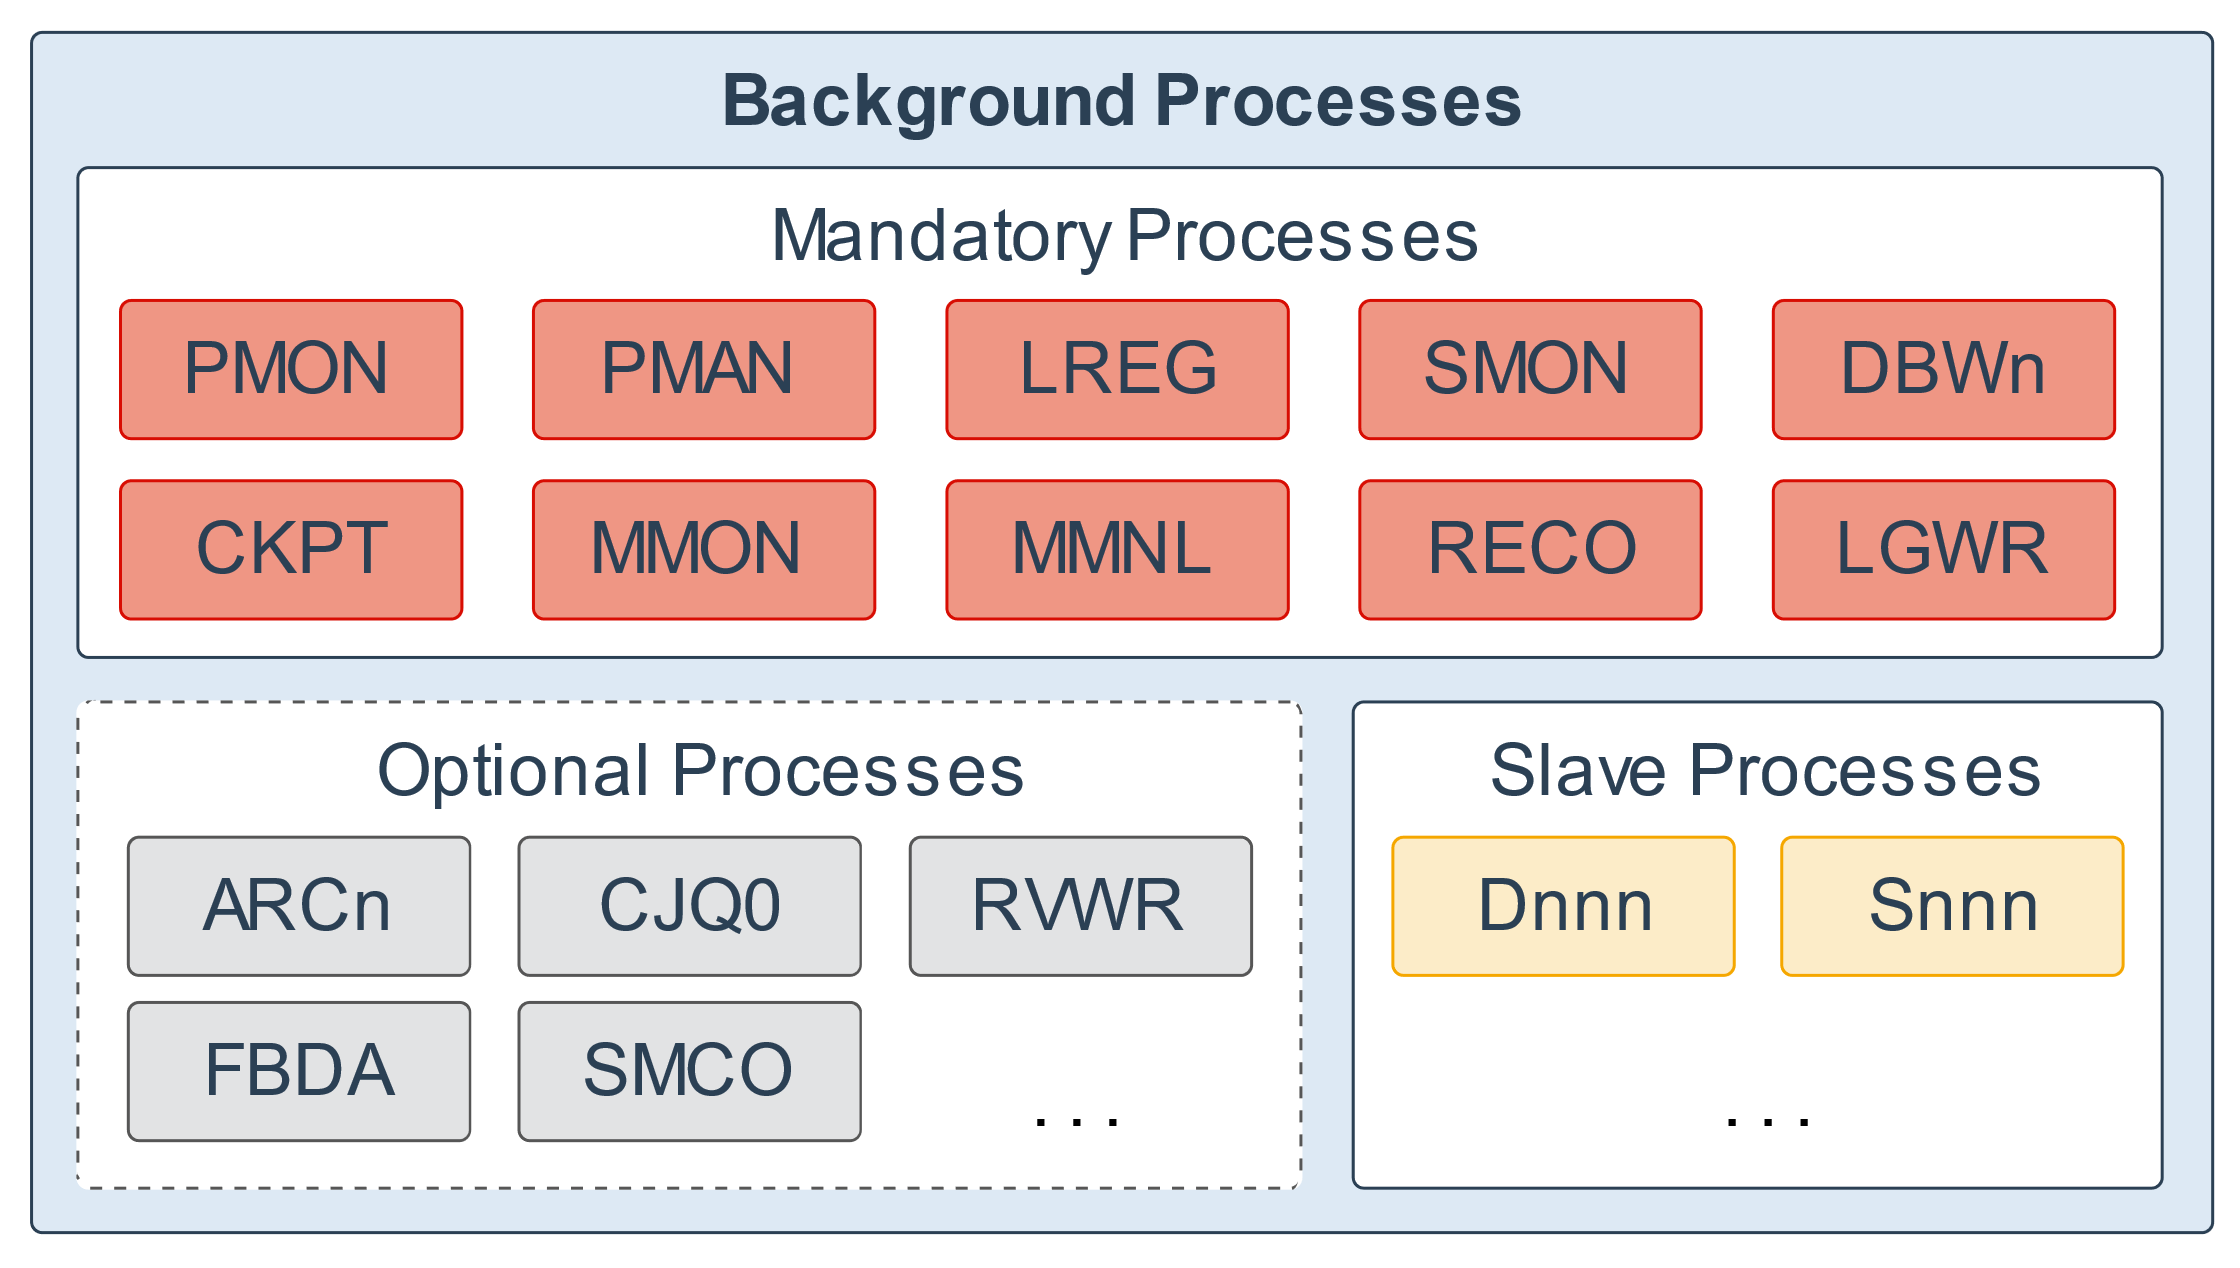 Background Processes
Mandatory Processes
PMON PMAN LREG SMON DBWn
CKPT MMON MMNL RECO LGWR
Optional Processes
ARCn CJQ0 RVWR
FBDA SMCO . . .
Slave Processes
Dnnn Snnn
. . .